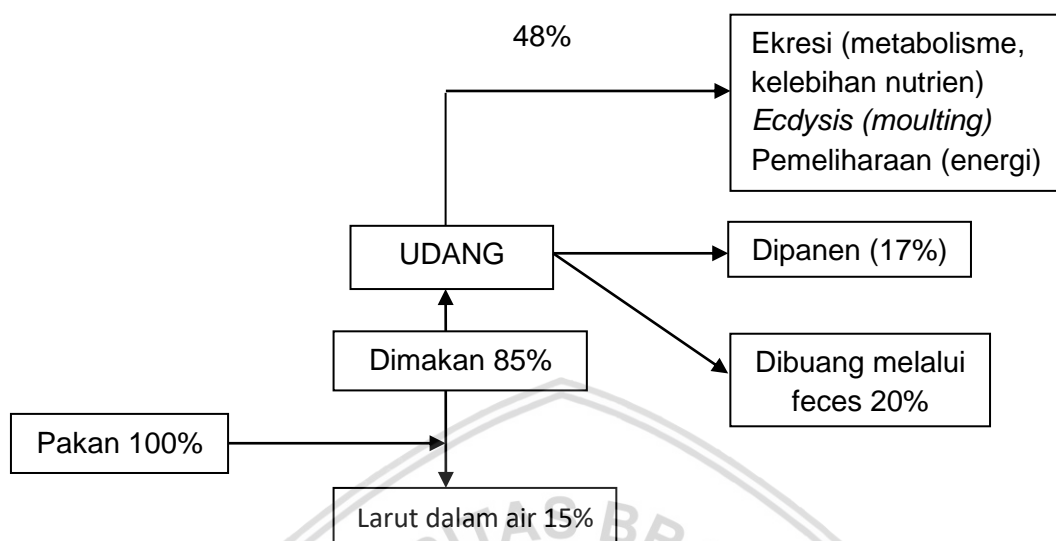 48%
Ekresi (metabolisme,
kelebihan nutrien)
Ecdysis (moulting)
Pemeliharaan (energi)
UDANG
Dipanen (17%)
Dimakan 85%
Dibuang melalui
feces 20%
Pakan 100%
Larut dalam air 15%